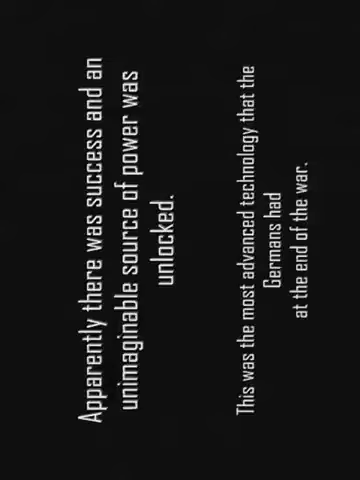 Apparently there was success and an
unimaginable source of power was
unlocked.
This was the most advanced technology that the
Germans had
at the end of the war.